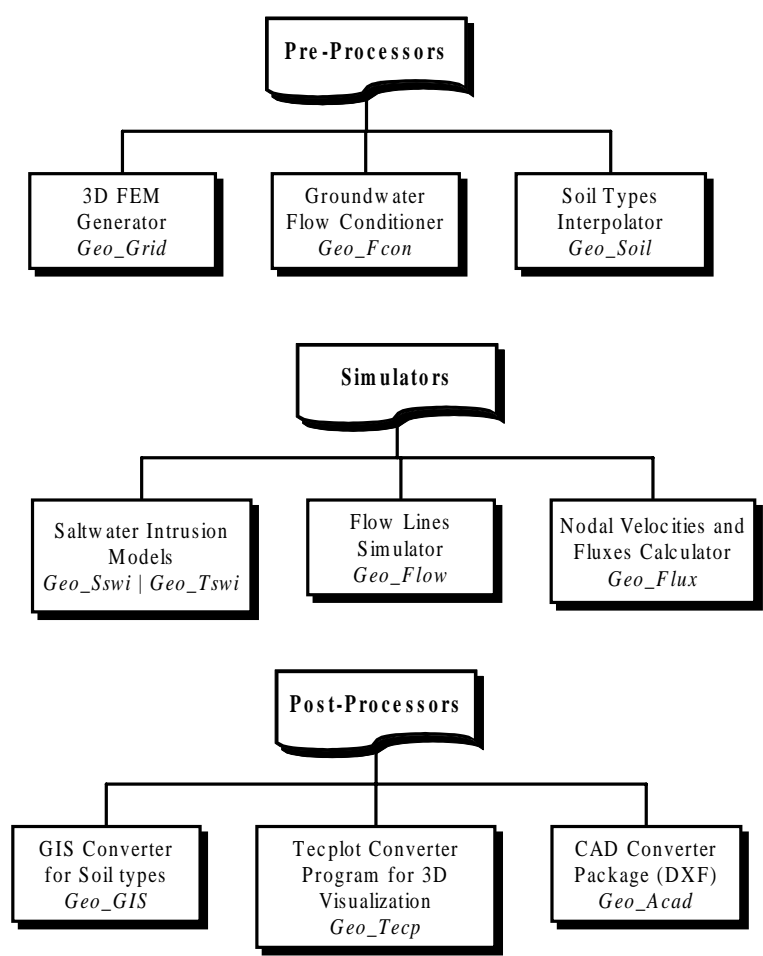 Pre-Processors
3D FEM
Generator
Geo_Grid
Groundwater
Flow Conditioner
Geo_Fcon
Soil Types
Interpolator
Geo_Soil
Simulators
Saltwater Intrusion
Models
Geo_Sswi | Geo_Tswi
Flow Lines
Simulator
Geo_Flow
Nodal Velocities and
Fluxes Calculator
Geo_Flux
Post-Processors
GIS Converter
for Soil types
Geo_GIS
Tecplot Converter
Program for 3D
Visualization
Geo_Tecp
CAD Converter
Package (DXF)
Geo_Acad